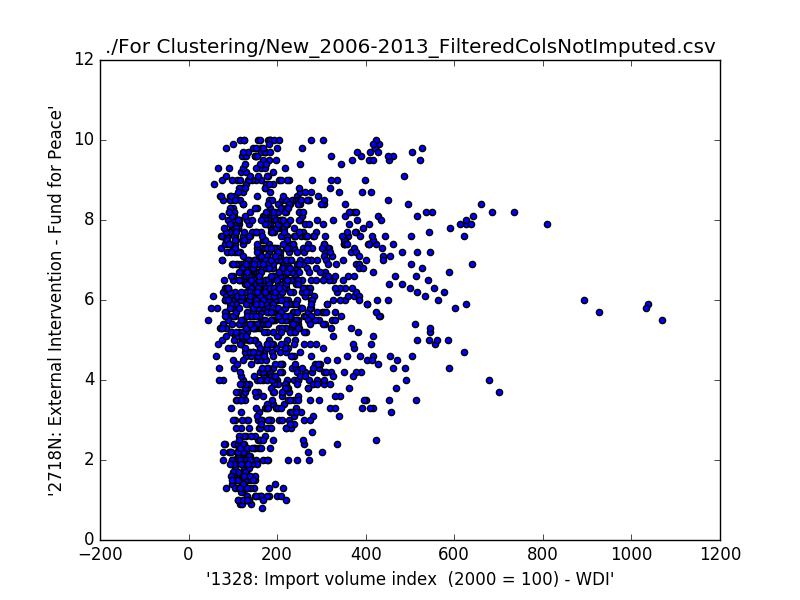 ./For Clustering/New_2006-2013_FilteredColsNotImputed.csv
12
10
8
6
4
2
0
'2718N: External Intervention - Fund for Peace'
−200 0 200 400 600 800 1000 1200
'1328: Import volume index  (2000 = 100) - WDI'